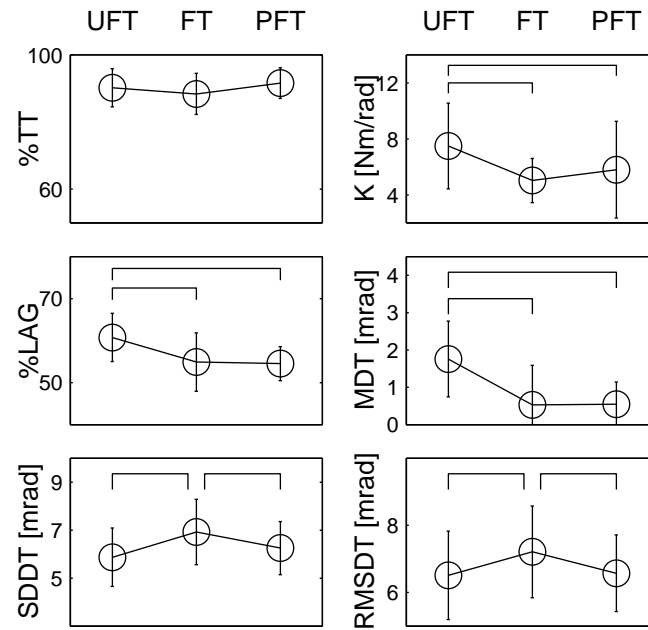 UFT FT PFT UFT FT PFT
100
60
%TT
12
8
4
K [Nm/rad]
70
50
%LAG
4
3
2
1
0
MDT [mrad]
9
7
5
SDDT [mrad]
8
6
RMSDT [mrad]